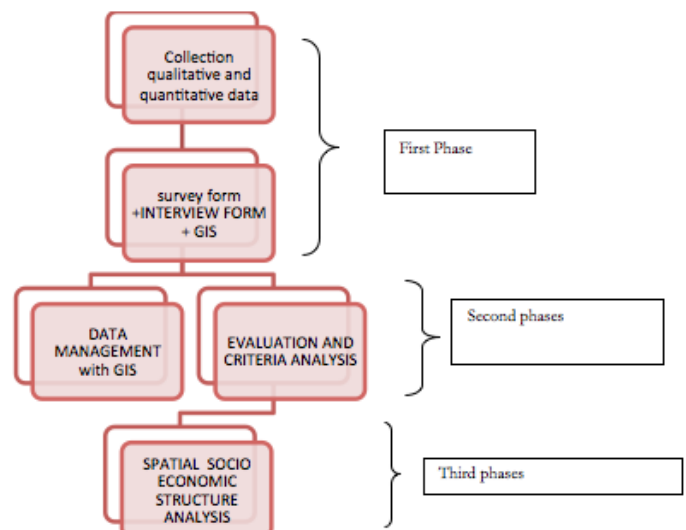 Collection
qualitative and
quantitative data
First Phase
survey form
+INTERVIEW FORM
+ GIS
DATA
MANAGEMENT
with GIS
EVALUATION AND
CRITERIA ANALYSIS
Second phases
SPATIAL SOCIO
ECONOMIC
STRUCTURE
ANALYSIS
Third phases